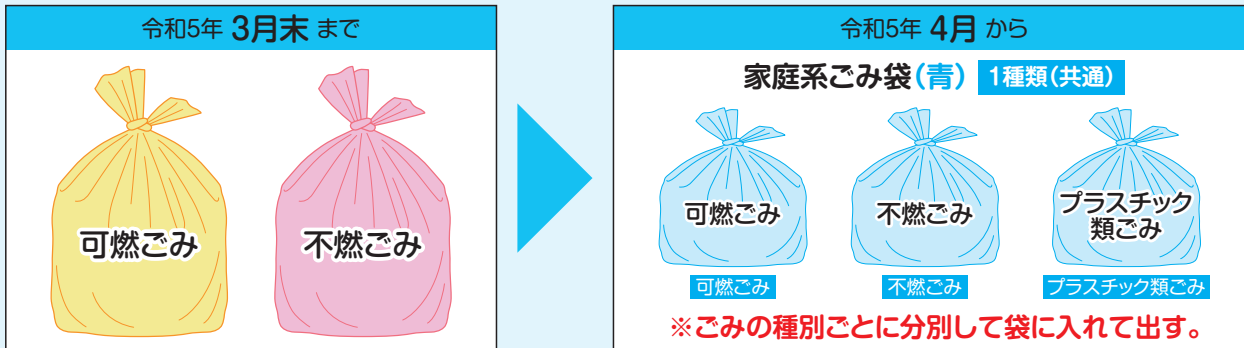 令和5年 3月末 まで
可燃ごみ
不燃ごみ
令和5年 4月 から
家庭系ごみ袋(青) 1種類(共通)
可燃ごみ
不燃ごみ
プラスチック
類ごみ
可燃ごみ
不燃ごみ
プラスチック類ごみ
※ごみの種別ごとに分別して袋に入れて出す。